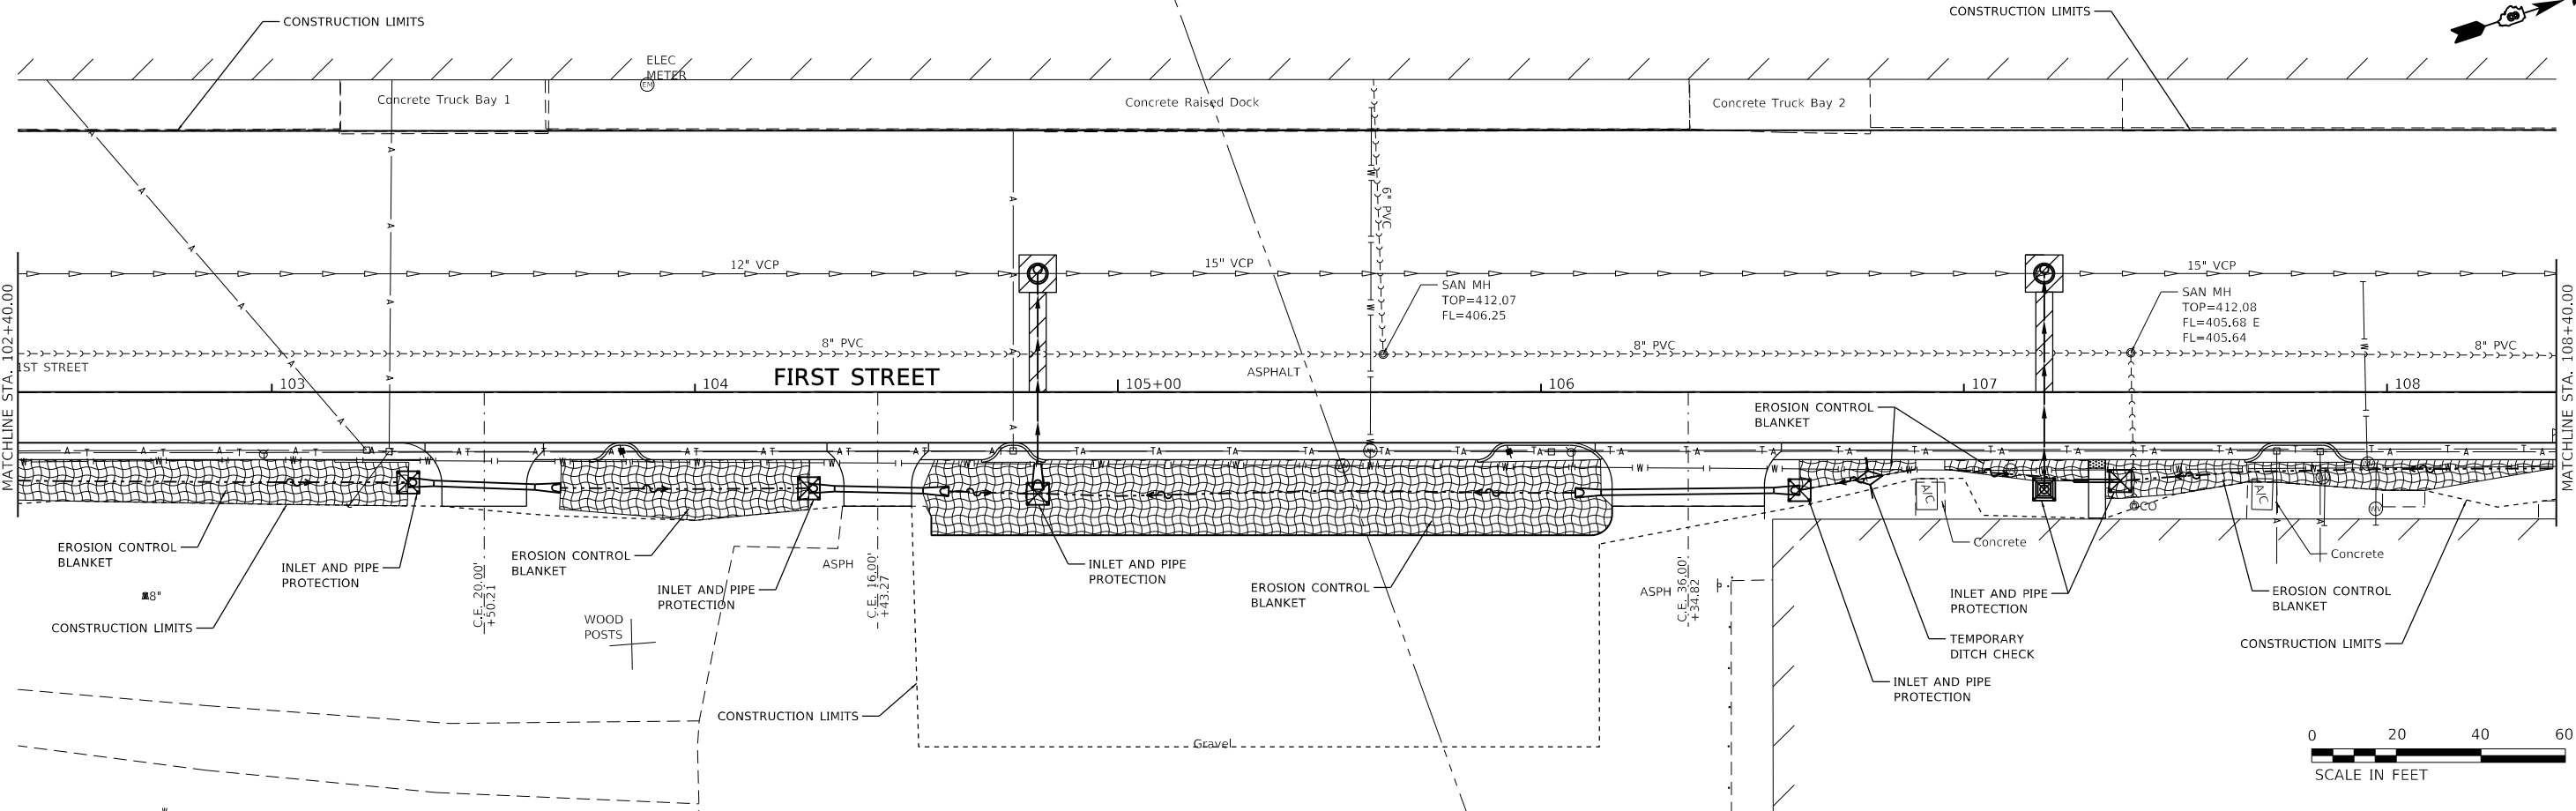 CONSTRUCTION LIMITS
CONSTRUCTION LIMITS
ELEC
METER
EM
Concrete Truck Bay 1
Concrete Raised Dock
Concrete Truck Bay 2
6" PVC
12" VCP
15" VCP
15" VCP
SAN MH
TOP=412.07
FL=406.25
SAN MH
TOP=412.08
FL=405.68 E
FL=405.64
MATCHLINE STA. 102+40.00
MATCHLINE STA. 108+40.00
8" PVC
8" PVC
8" PVC
1ST STREET
103
104
FIRST STREET
105+00
ASPHALT
106
107
108
EROSION CONTROL
BLANKET
A/C
A/C
CO
EROSION CONTROL
BLANKET
INLET AND PIPE
PROTECTION
8"
CONSTRUCTION LIMITS
C.E. 20.00'
+50.21
EROSION CONTROL
BLANKET
WOOD
POSTS
INLET AND PIPE
PROTECTION
ASPH
C.E. 16.00'
+43.27
CONSTRUCTION LIMITS
INLET AND PIPE
PROTECTION
EROSION CONTROL
BLANKET
Gravel
ASPH
C.E. 36.00'
+34.82
Concrete
INLET AND PIPE
PROTECTION
TEMPORARY
DITCH CHECK
INLET AND PIPE
PROTECTION
Concrete
EROSION CONTROL
BLANKET
CONSTRUCTION LIMITS
0 20 40 60
SCALE IN FEET